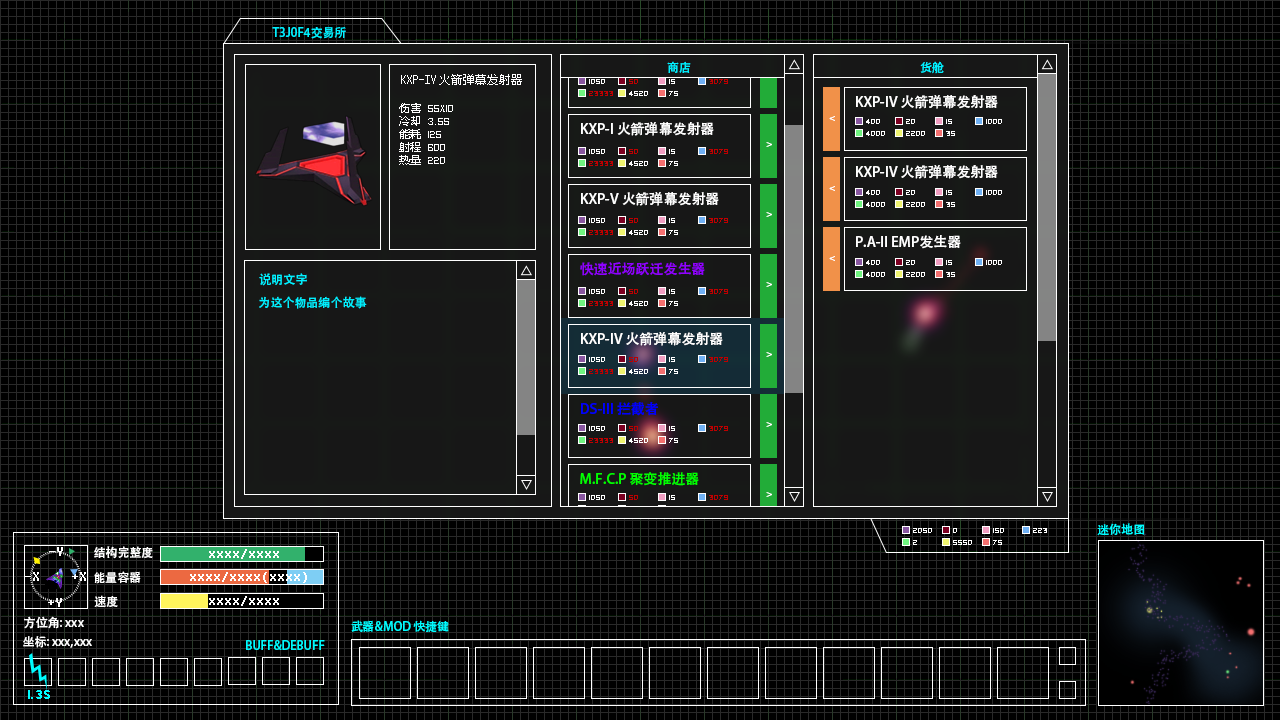 T3J0F4交易所
KXP-IV 火箭弹幕发射器
伤害 55X10
冷却 3.5S
能耗 125
射程 600
热量 220
说明文字
为这个物品编个故事
商店
1050 50 15 3079
23333 4520 75
KXP-I 火箭弹幕发射器
1050 50 15 3079
23333 4520 75
KXP-V 火箭弹幕发射器
1050 50 15 3079
23333 4520 75
快速近场跃迁发生器
1050 50 15 3079
23333 4520 75
KXP-IV 火箭弹幕发射器
1050 15 3079
23333 4520 75
DS-III
1050 50 15 3079
23333 4520 75
M.F.C.P 聚变推进器
1050 50 15 3079
货舱
KXP-IV 火箭弹幕发射器
400 20 15 1000
4000 2200 35
KXP-IV 火箭弹幕发射器
400 20 15 1000
4000 2200 35
P.A-II EMP发生器
400 20 15 1000
4000 2200 35
2050 0 150 223
2 5550 75
-Y
-X
+X
+Y
结构完整度 xxxx/xxxx
能量容器 xxxx/xxxx(xxxx)
速度 xxxx/xxxx
方位角: xxx
坐标: xxx,xxx
BUFF&DEBUFF
1.3S
武器&MOD 快捷键
迷你地图